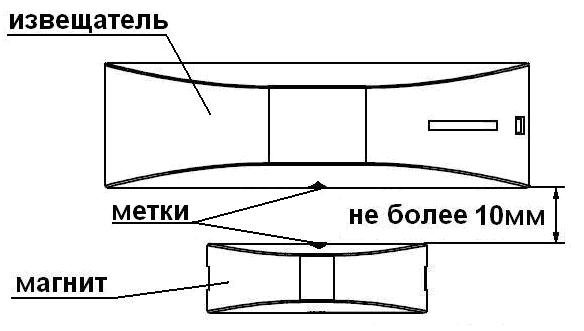 извещатель
метки
не более 10мм
магнит